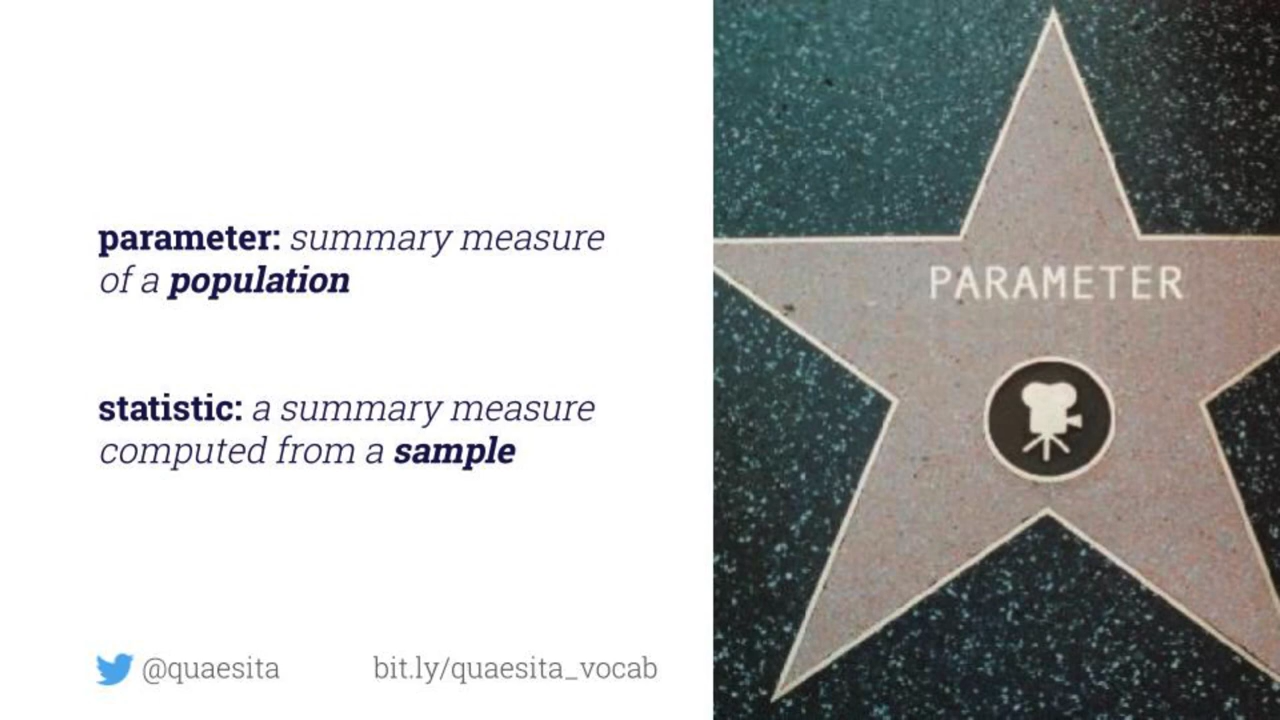 parameter: summary measure
of a population
statistic: a summary measure
computed from a sample
@quaesita
bit.ly/quaesita_vocab
PARAMETER